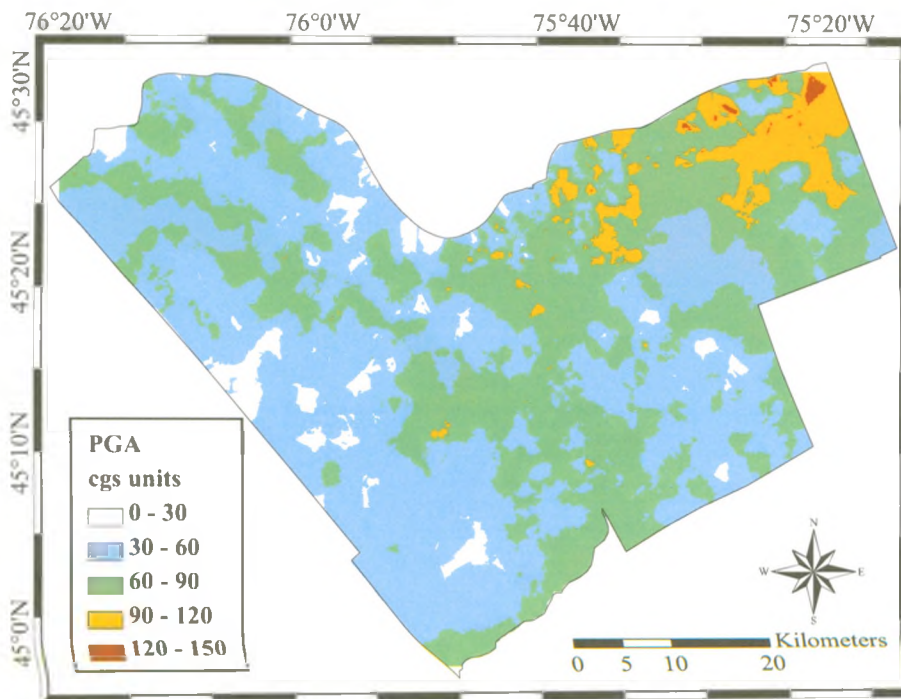 76°20'W 76°0'W 75°40'W 75°20'W
45°30'N
45°20'N
45°10'N
45°0'N
PGA
cgs units
0 - 30
30 - 60
60 - 90
90 - 120
120 - 150
N
W E
S
Kilometers
0 5 10 20